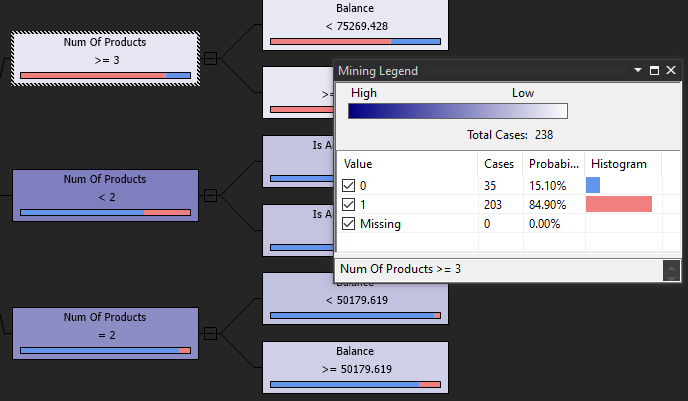 Balance
< 75269.428
Num Of Products
>= 3
>=
Mining Legend
High
Low
Total Cases: 238
Value Cases Probabi... Histogram
0 35 15.10%
1 203 84.90%
Missing 0 0.00%
Num Of Products >= 3
Is A
Num Of Products
< 2
Is A
Balance
< 50179.619
Num Of Products
= 2
Balance
>= 50179.619